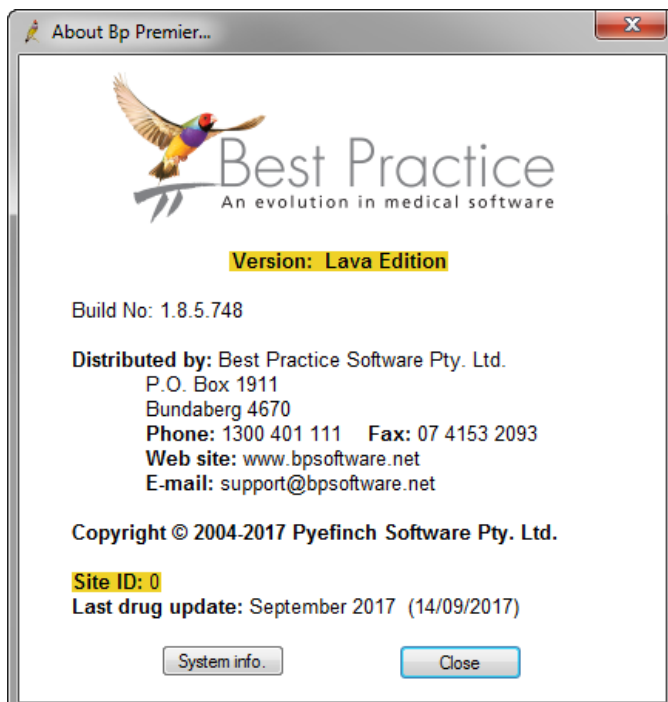 About Bp Premier...
Best Practice
An evolution in medical software
Version: Lava Edition
Build No: 1.8.5.748
Distributed by: Best Practice Software Pty. Ltd.
P.O. Box 1911
Bundaberg 4670
Phone: 1300 401 111 Fax: 07 4153 2093
Web site: www.bpsoftware.net
E-mail: support@bpsoftware.net
Copyright © 2004-2017 Pyefinch Software Pty. Ltd.
Site ID: 0
Last drug update: September 2017 (14/09/2017)
System info. Close